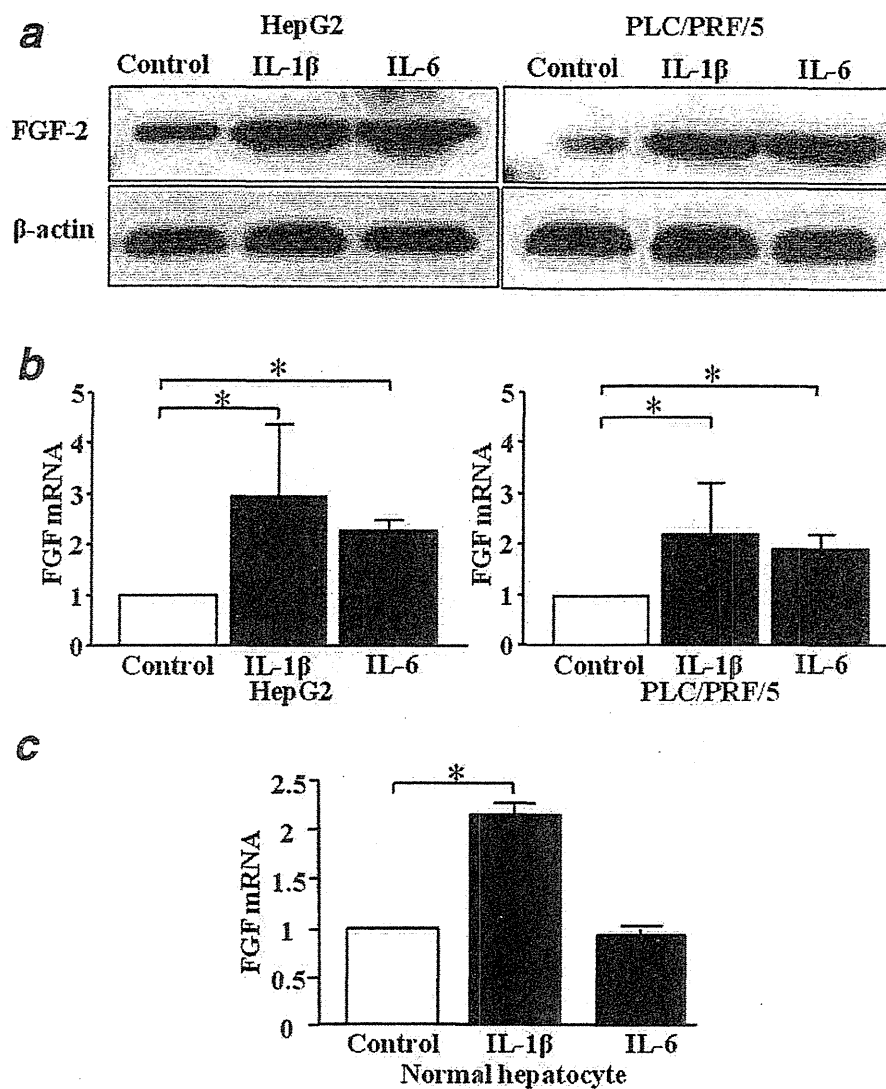 a
HepG2 PLC/PRF/5
Control IL-1β IL-6 Control IL-1β IL-6
FGF-2
β-actin
b
FGF mRNA
5
4
3
2
1
0
* *
Control IL-1β IL-6
HepG2
FGF mRNA
5
4
3
2
1
0
* *
Control IL-1β IL-6
PLC/PRF/5
c
FGF mRNA
2.5
2
1.5
1
0.5
0
*
Control IL-1β IL-6
Normal hepatocyte